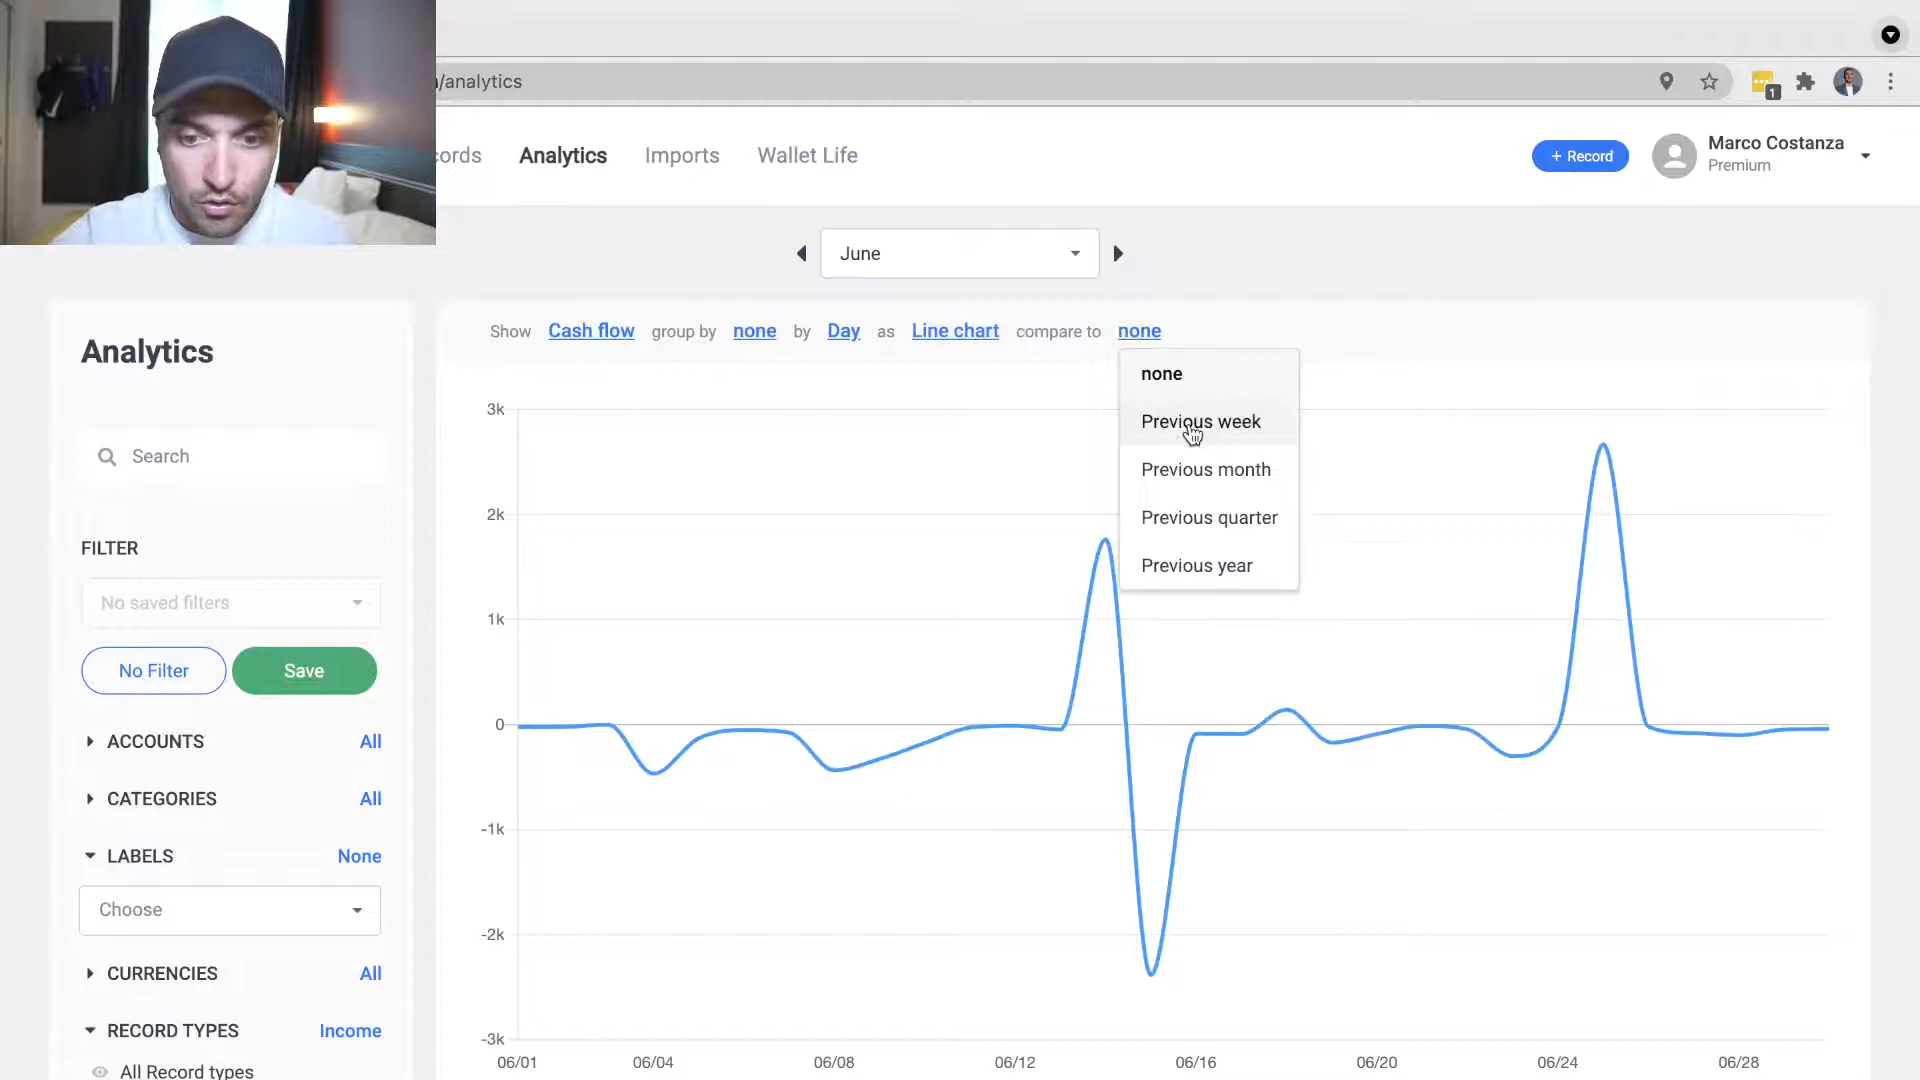 /analytics
1
ords
Analytics
Imports
Wallet Life
+ Record
Marco Costanza
Premium
June
Analytics
Search
FILTER
No saved filters
No Filter
Save
ACCOUNTS
All
CATEGORIES
All
LABELS
None
Choose
CURRENCIES
All
RECORD TYPES
Income
All Record types
Show Cash flow group by none by Day as Line chart compare to none
none
Previous week
Previous month
Previous quarter
Previous year
3k
2k
1k
0
-1k
-2k
-3k
06/01 06/04 06/08 06/12 06/16 06/20 06/24 06/28